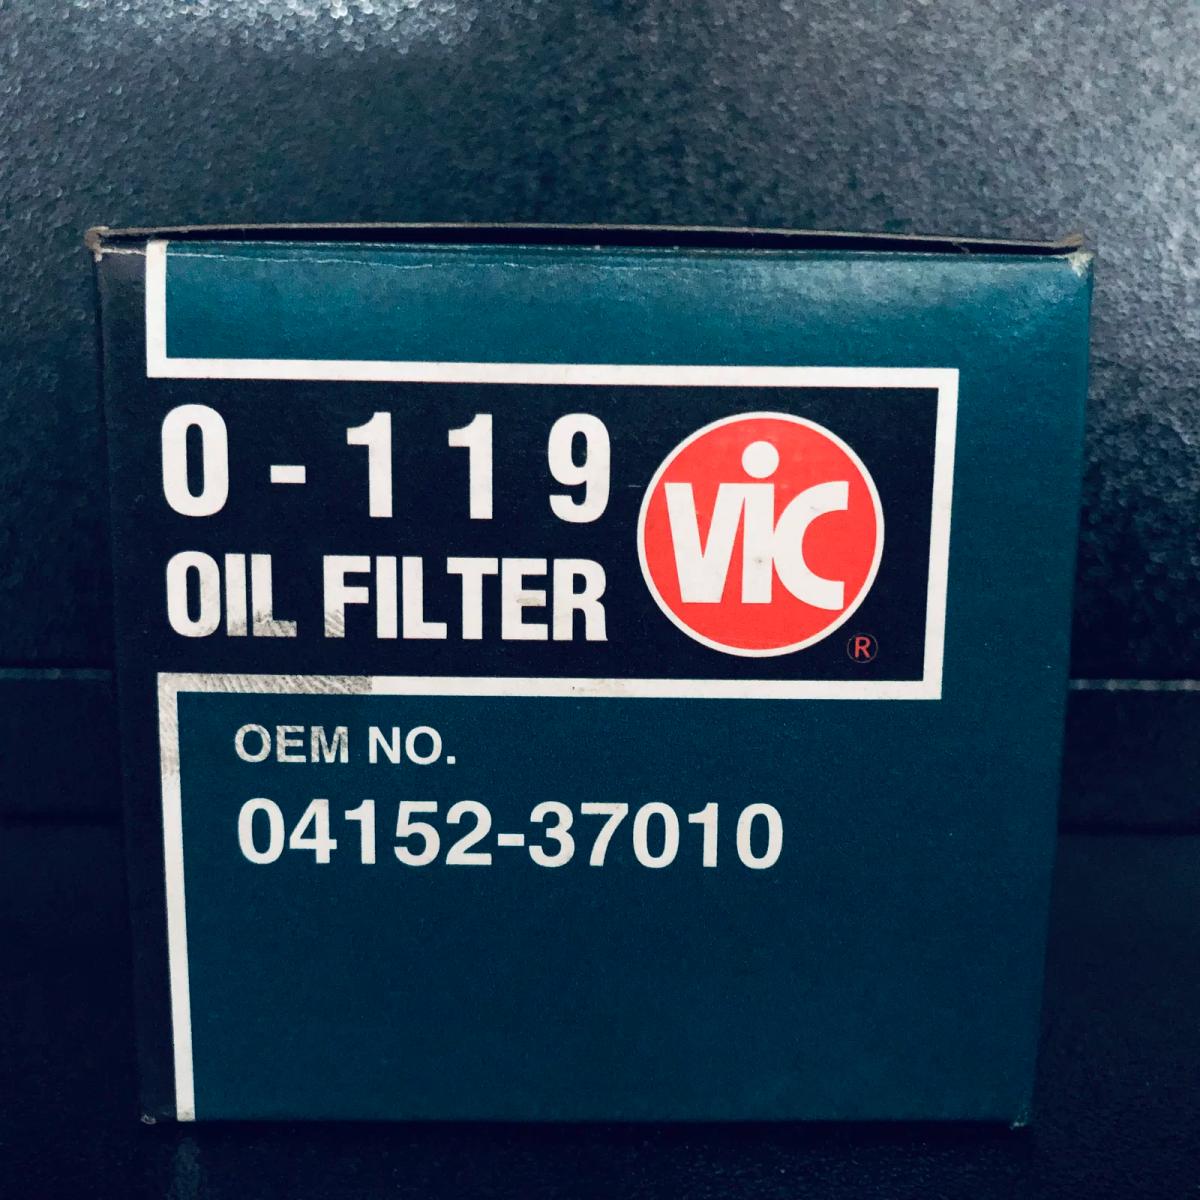 0-119
OIL FILTER
ViC
®
OEM NO.
04152-37010